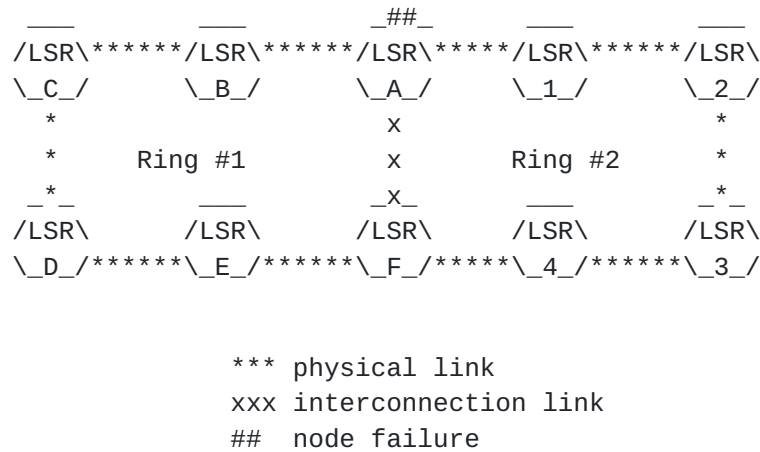 ___         ___         _##_        ___         ___
/LSR\******/LSR\******/LSR\*****/LSR\******/LSR\
\_C_/      \_B_/      \_A_/     \_1_/      \_2_/
  *                     x                    *
  *     Ring #1         x       Ring #2      *
 _*_        ___        _x_       ___        _*_
/LSR\      /LSR\      /LSR\     /LSR\      /LSR\
\_D_/******\_E_/******\_F_/*****\_4_/******\_3_/
*** physical link
xxx interconnection link
## node failure